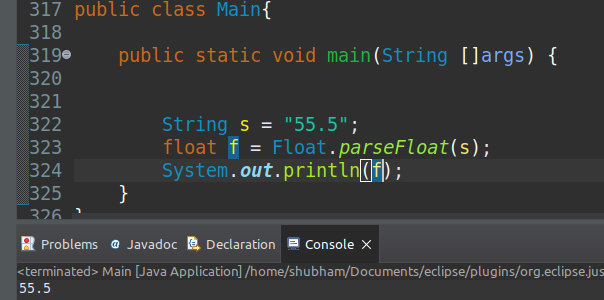 317 public class Main{
318
319 public static void main(String []args) {
320
321
322 String s = "55.5";
323 float f = Float.parseFloat(s);
324 System.out.println(f);
325 }
326 }
Problems @ Javadoc Declaration Console
<terminated> Main [Java Application] /home/shubham/Documents/eclipse/plugins/org.eclipse.jus
55.5